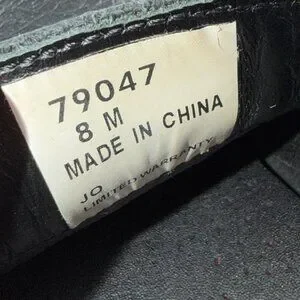 79047
8 M
MADE IN CHINA
JO
LIMITED WARRANTY